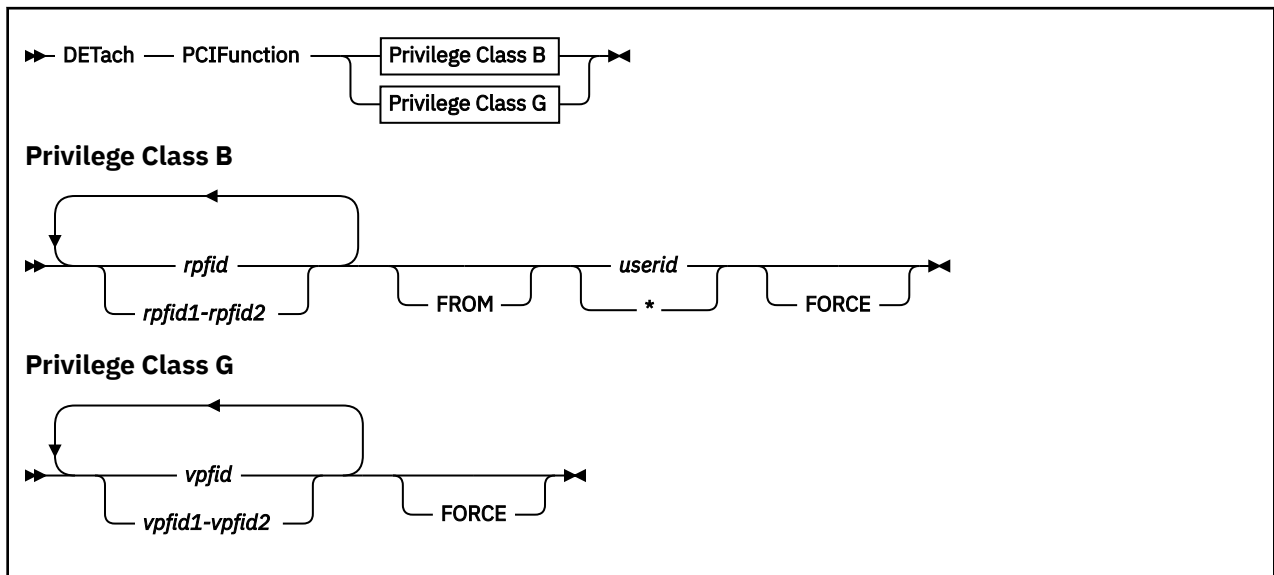 DETach PCIFunction Privilege Class B
Privilege Class G
Privilege Class B
rpfid userid
rpfid1-rpfid2 FROM * FORCE
Privilege Class G
vpfid
vpfid1-vpfid2 FORCE